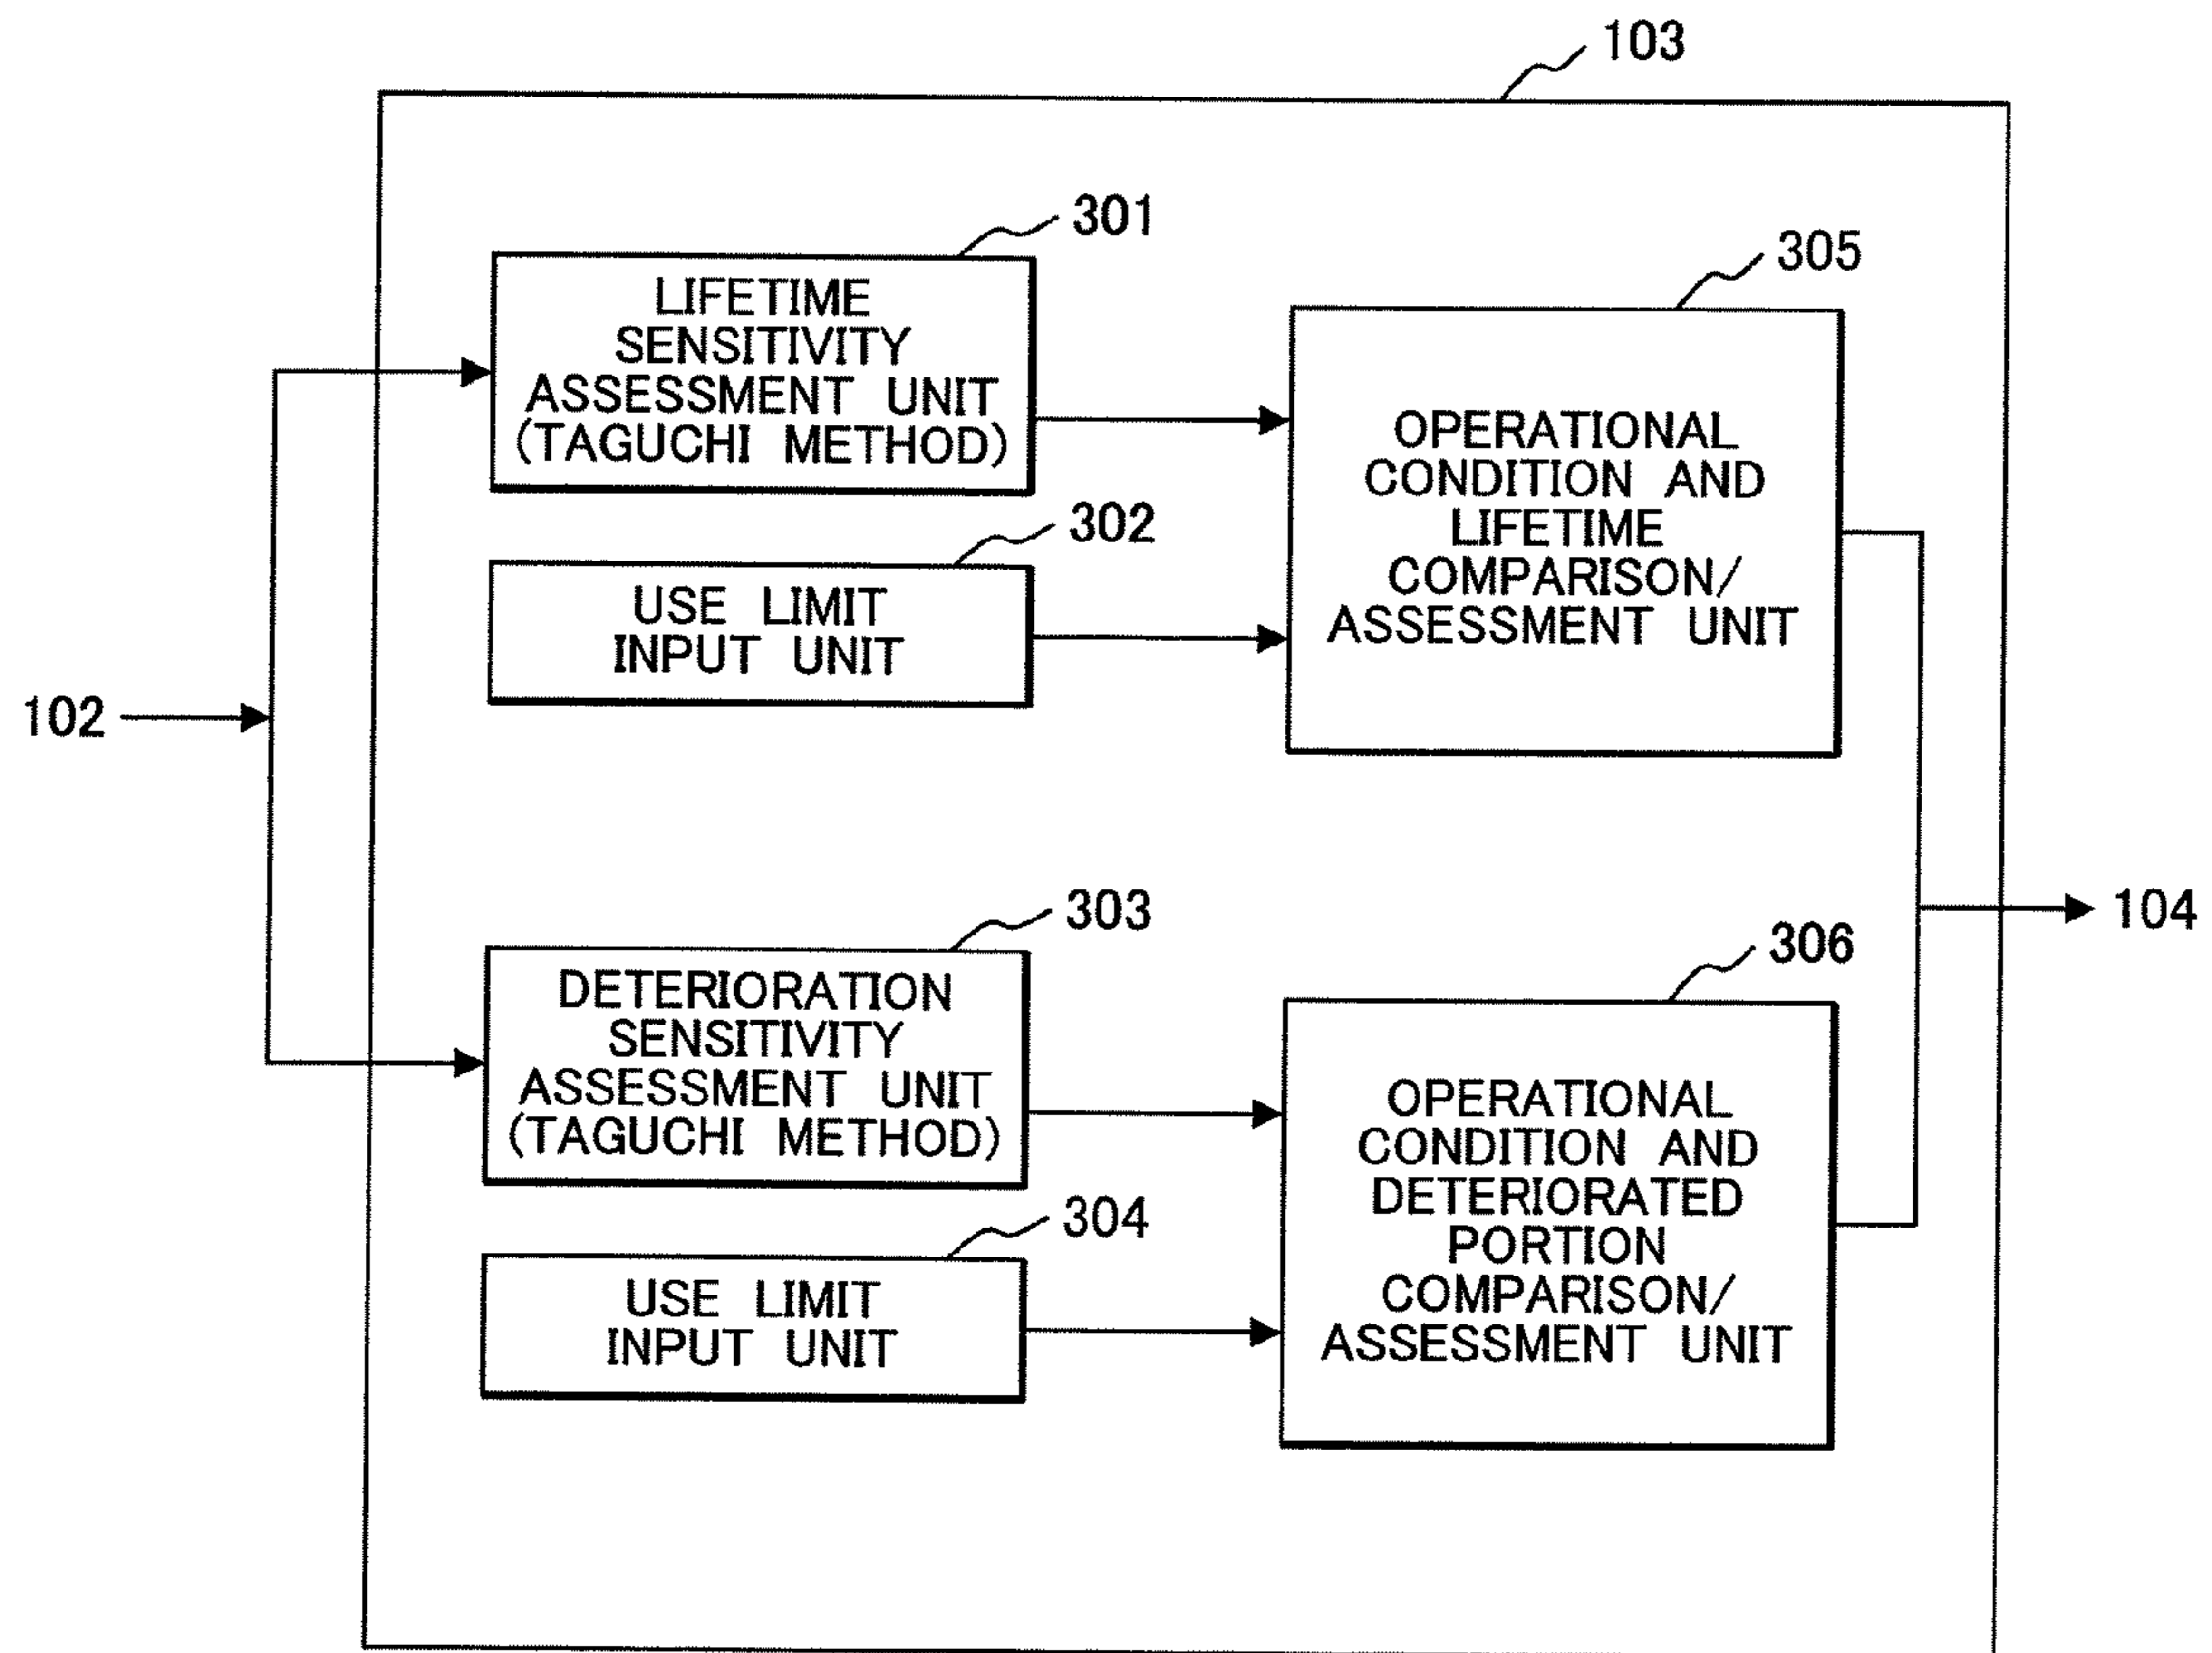 103
301
LIFETIME
SENSITIVITY
ASSESSMENT UNIT
(TAGUCHI METHOD)
305
OPERATIONAL
CONDITION AND
LIFETIME
COMPARISON/
ASSESSMENT UNIT
302
USE LIMIT
INPUT UNIT
102
104
303
DETERIORATION
SENSITIVITY
ASSESSMENT UNIT
(TAGUCHI METHOD)
306
OPERATIONAL
CONDITION AND
DETERIORATED
PORTION
COMPARISON/
ASSESSMENT UNIT
304
USE LIMIT
INPUT UNIT